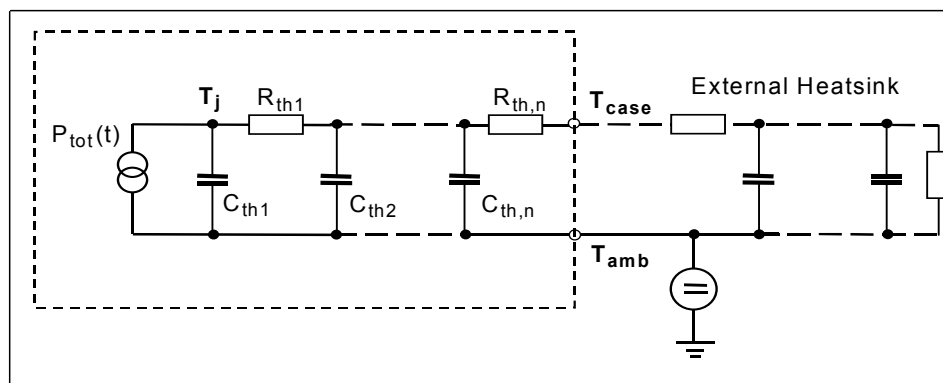 External Heatsink
T_j
R_th1
R_th,n
T_case
P_tot(t)
C_th1
C_th2
C_th,n
T_amb